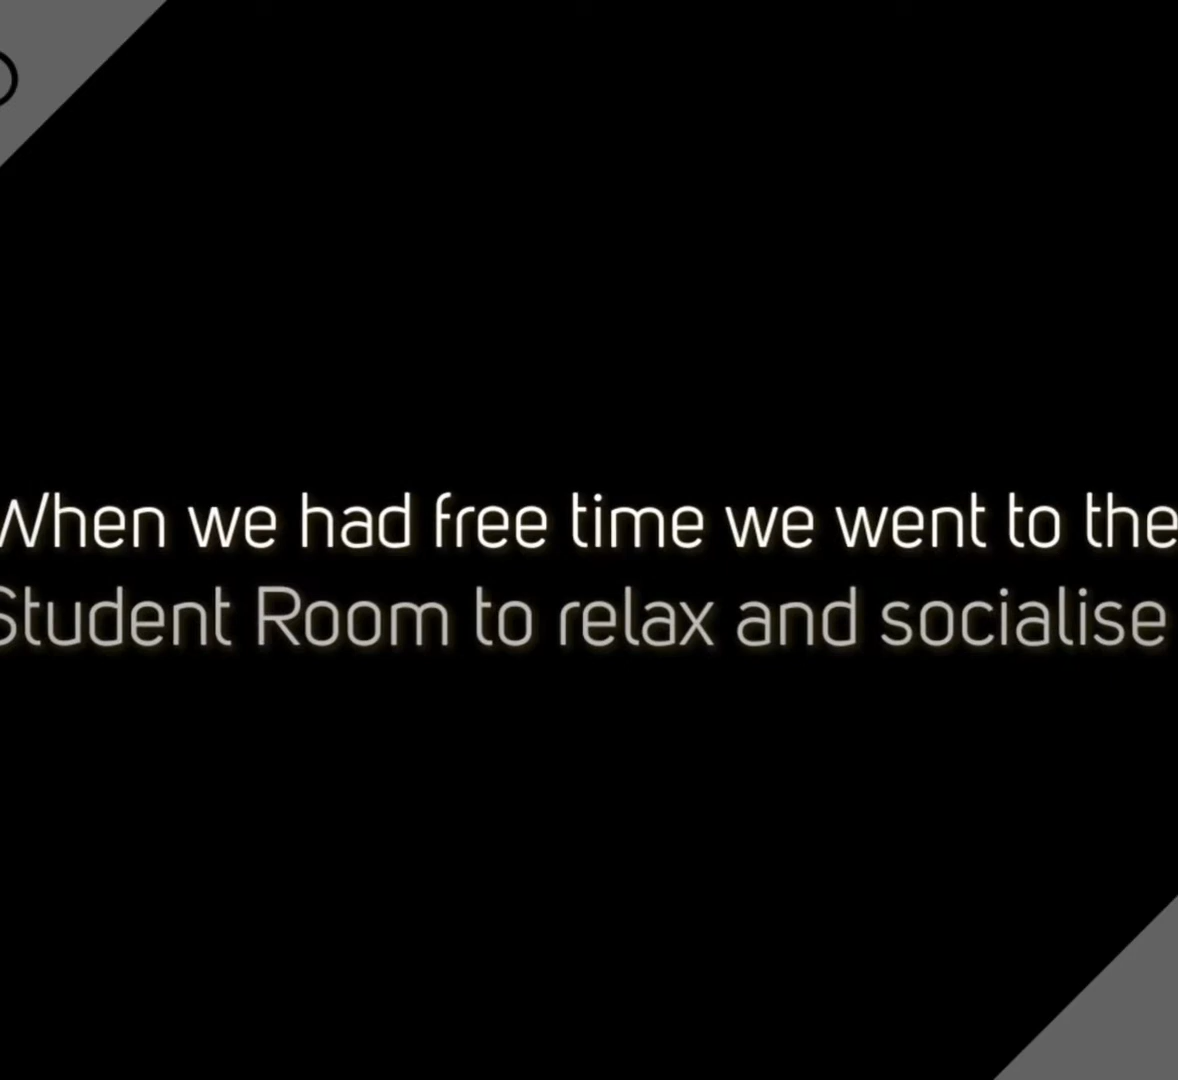 When we had free time we went to the
Student Room to relax and socialise